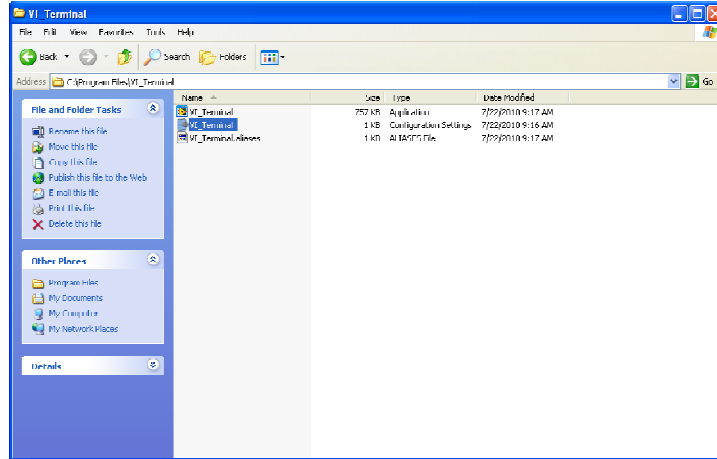 VI_Terminal
File Edit View Favorites Tools Help
Back Search Folders
Address C:\Program Files\VI_Terminal Go
Name Size Type Date Modified
VI_Terminal 757 KB Application 7/22/2010 9:17 AM
VI_Terminal 1 KB Configuration Settings 7/22/2010 9:16 AM
VI_Terminal.aliases 1 KB ALIASES File 7/22/2010 9:17 AM
File and Folder Tasks
Rename this file
Move this file
Copy this file
Publish this file to the Web
E-mail this file
Print this file
Delete this file
Other Places
Program Files
My Documents
My Computer
My Network Places
Details